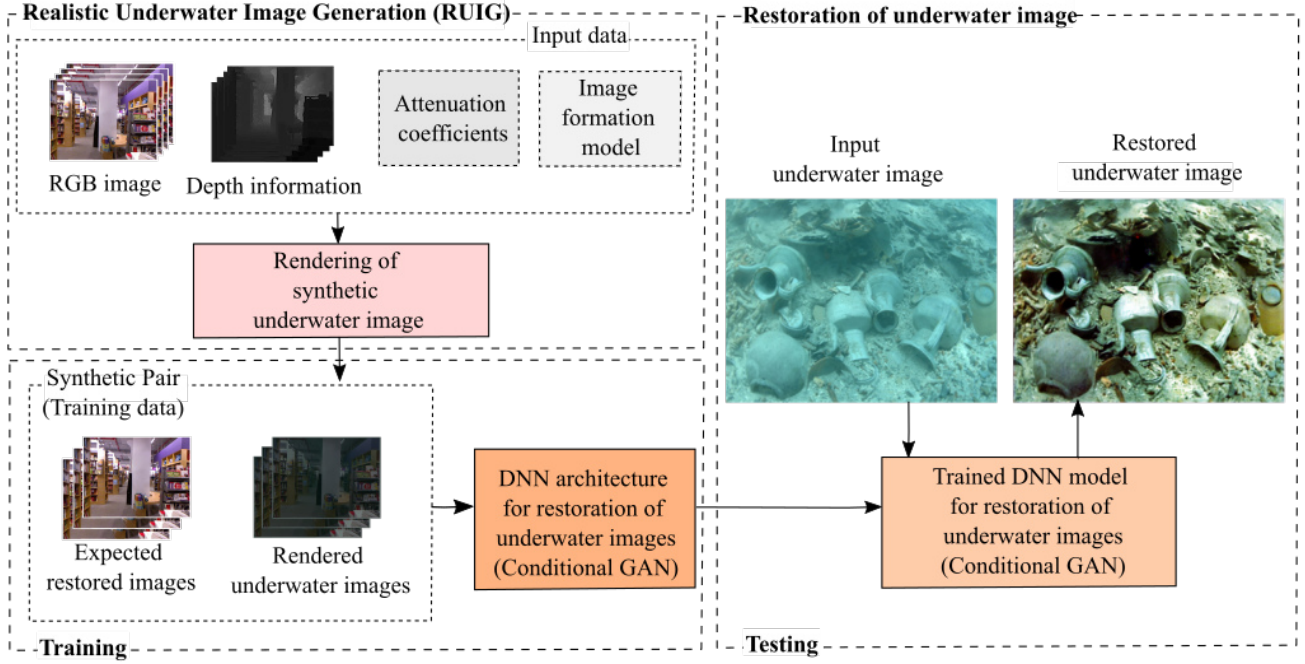 Realistic Underwater Image Generation (RUIG)
Input data
RGB image
Depth information
Attenuation
coefficients
Image
formation
model
Rendering of
synthetic
underwater image
Synthetic Pair
(Training data)
Expected
restored images
Rendered
underwater images
DNN architecture
for restoration of
underwater images
(Conditional GAN)
Training
Restoration of underwater image
Input
underwater image
Restored
underwater image
Trained DNN model
for restoration of
underwater images
(Conditional GAN)
Testing